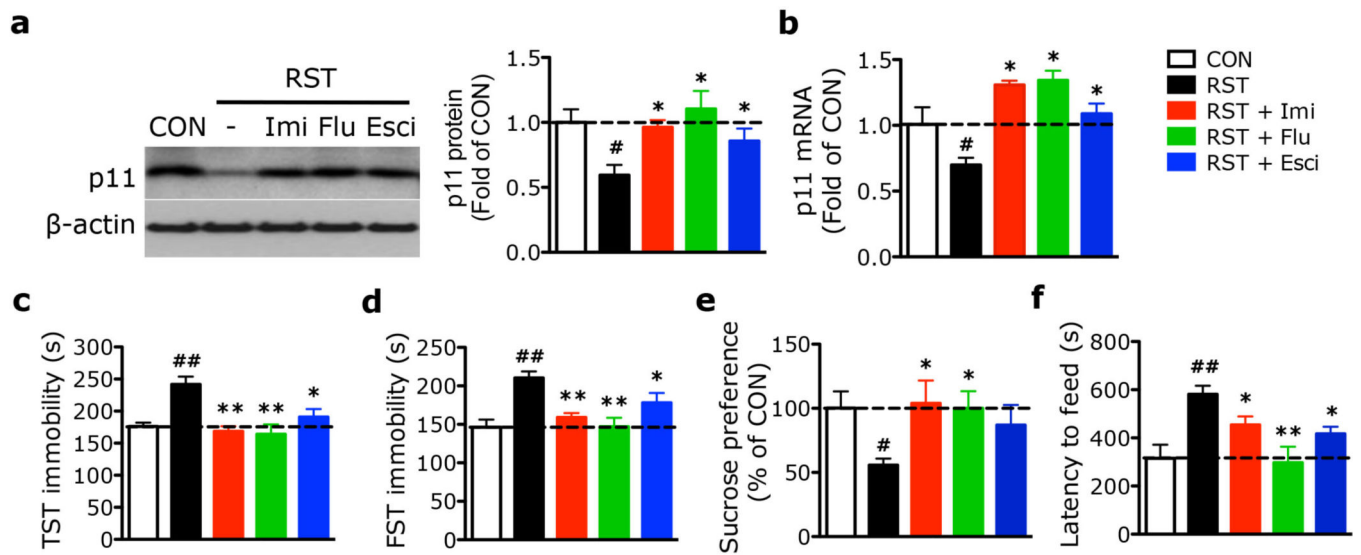 a
RST
CON - Imi Flu Esci
p11
β-actin
p11 protein
(Fold of CON)
1.5
1.0
0.5
0.0
#
*
*
*
b
p11 mRNA
(Fold of CON)
1.5
1.0
0.5
0.0
#
*
*
*
CON
RST
RST + Imi
RST + Flu
RST + Esci
c
TST immobility (s)
300
250
200
150
100
50
0
##
**
**
*
d
FST immobility (s)
250
200
150
100
50
0
##
**
**
*
e
Sucrose preference
(% of CON)
150
100
50
0
#
*
*
f
Latency to feed (s)
800
600
400
200
0
##
*
**
*